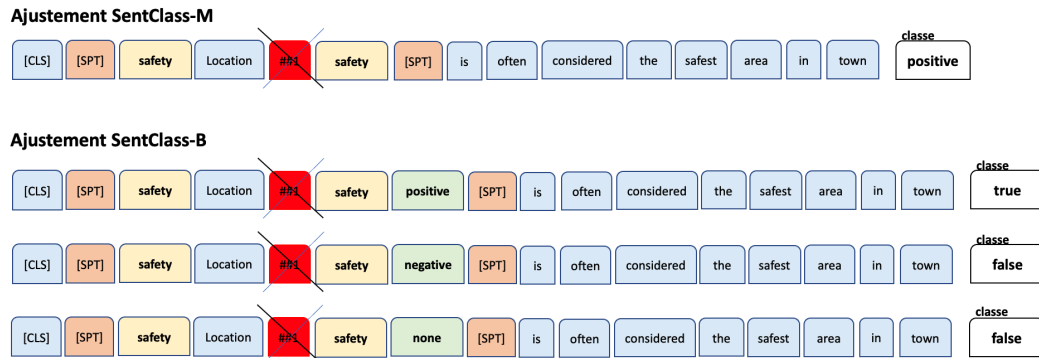 Ajustement SentClass-M
classe
[CLS] [SPT] safety Location ##1 safety [SPT] is often considered the safest area in town positive
Ajustement SentClass-B
classe
[CLS] [SPT] safety Location ##1 safety positive [SPT] is often considered the safest area in town true
classe
[CLS] [SPT] safety Location ##1 safety negative [SPT] is often considered the safest area in town false
classe
[CLS] [SPT] safety Location ##1 safety none [SPT] is often considered the safest area in town false